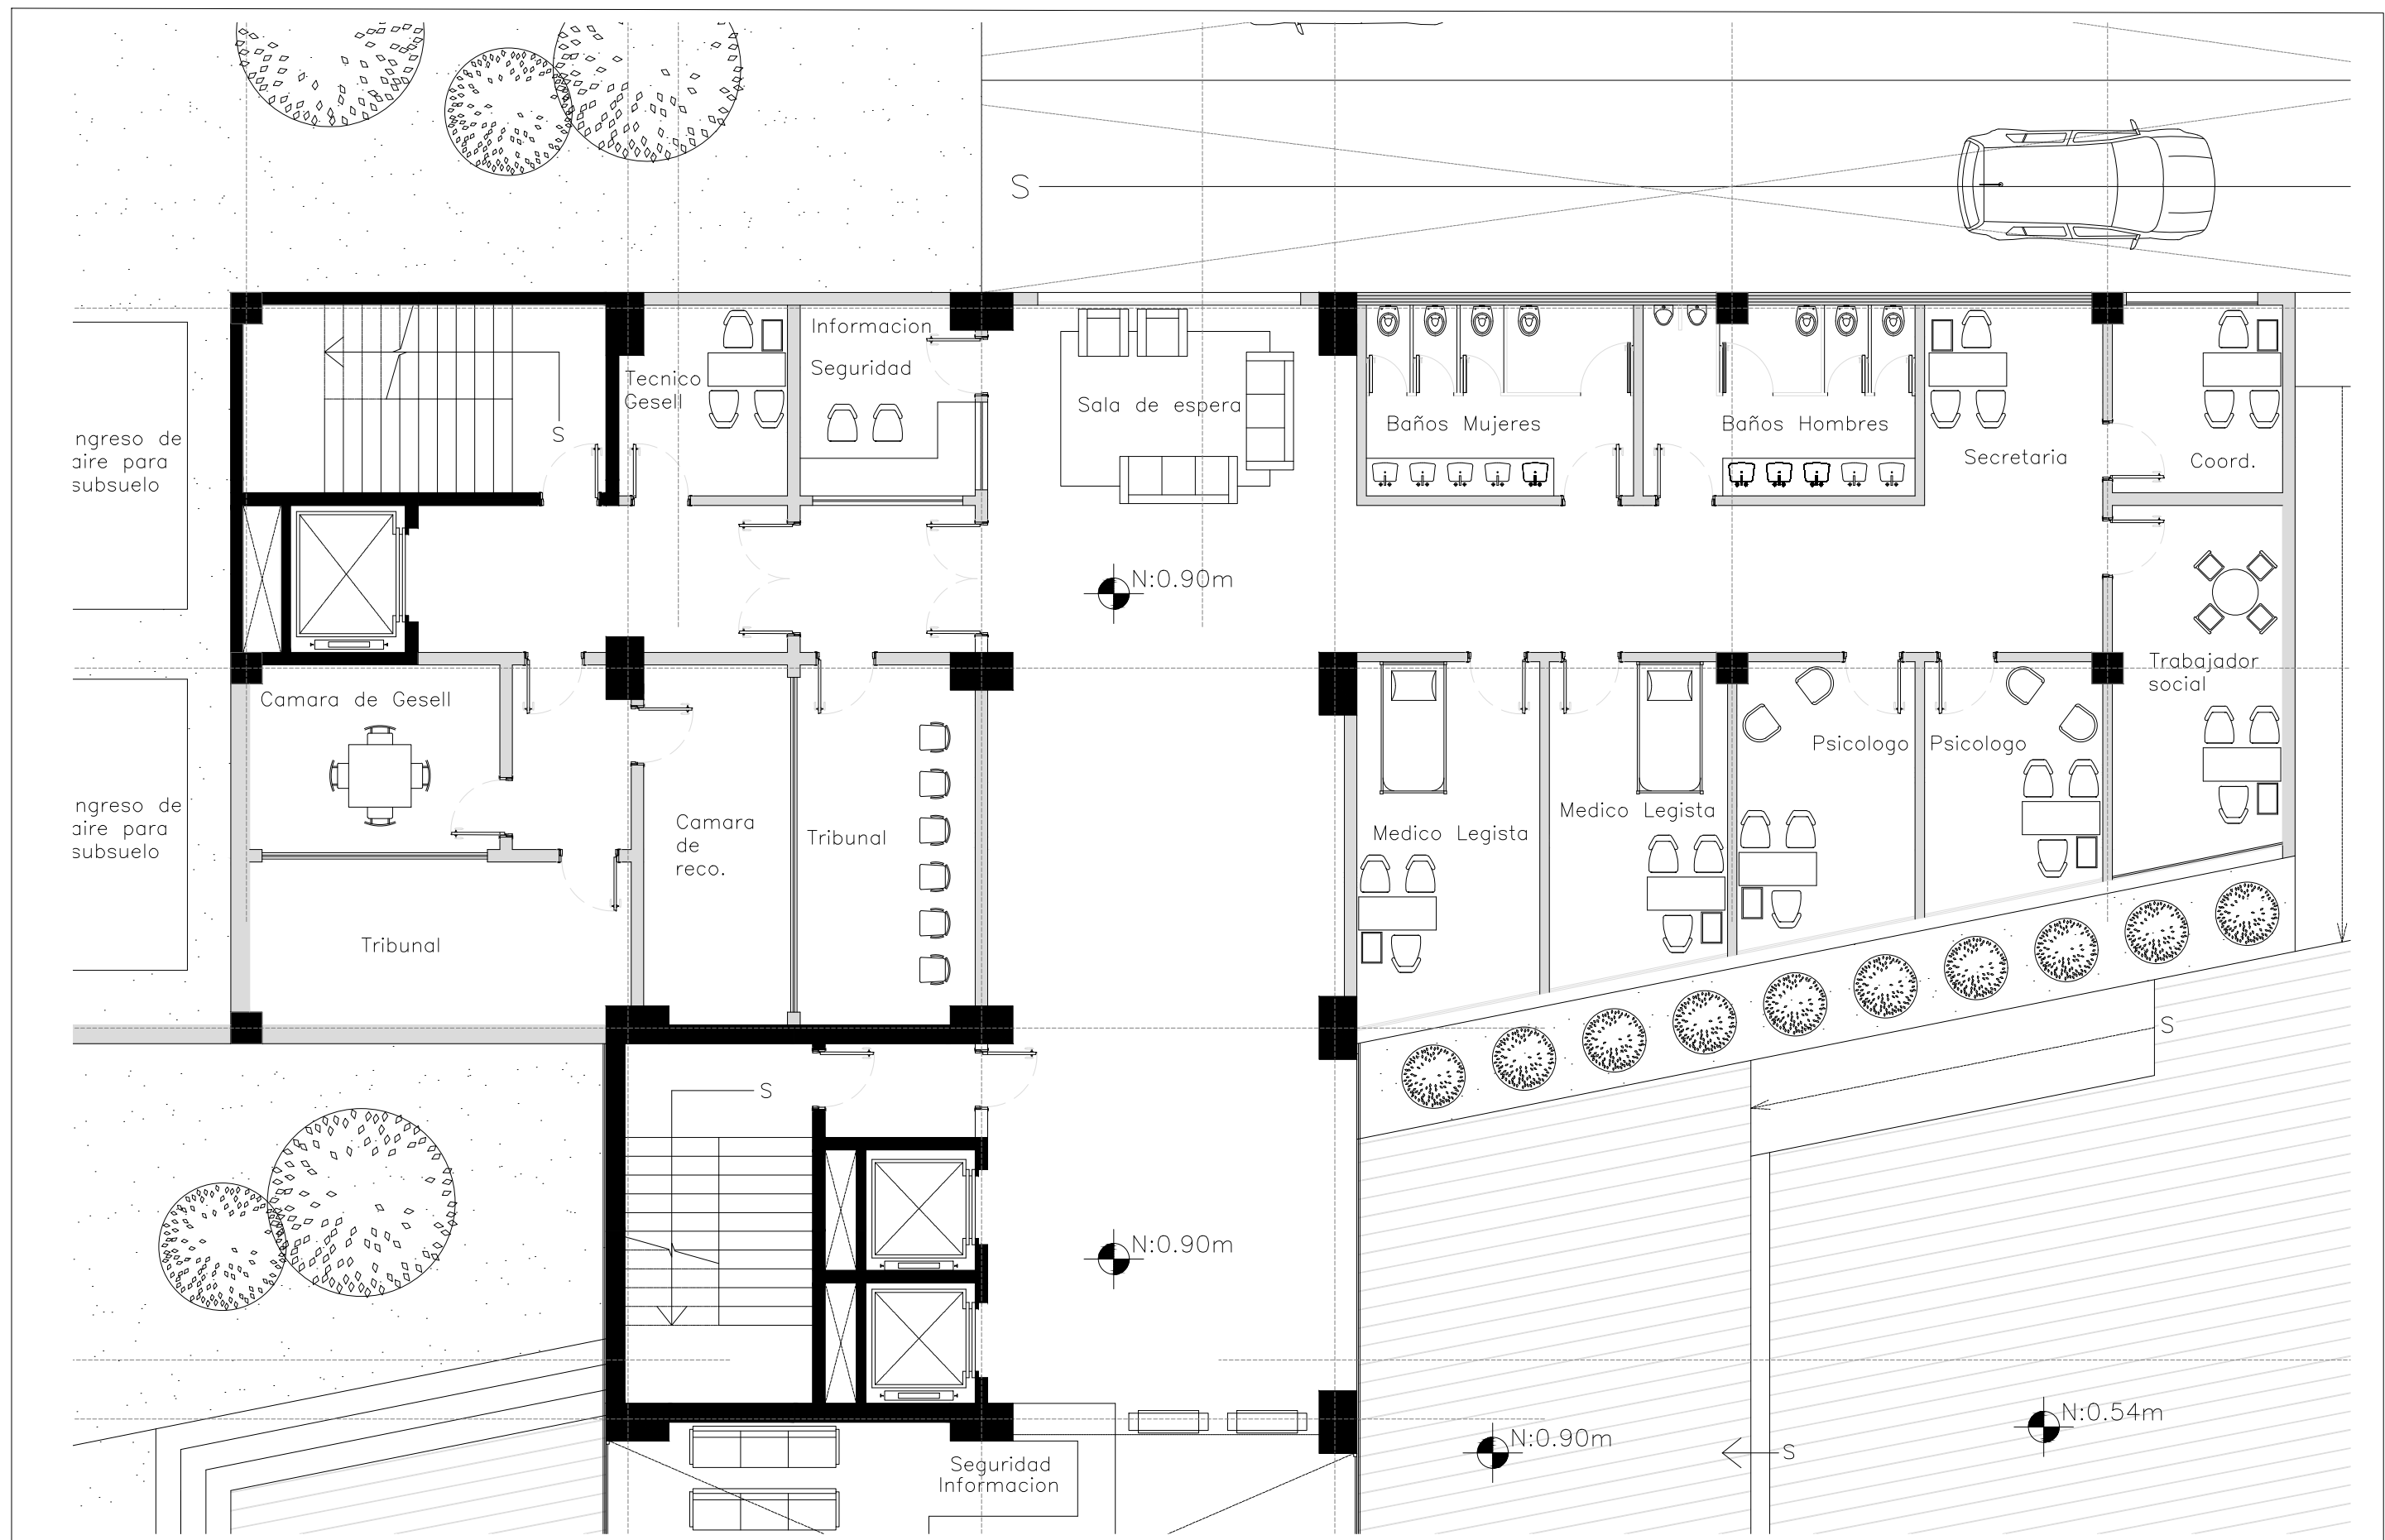 S
Informacion
Seguridad
Tecnico
Gesell
Sala de espera
Baños Mujeres
Baños Hombres
Secretaria
Coord.
S
ngreso de
aire para
subsuelo
N:0.90m
Camara de Gesell
Trabajador
social
Psicologo
Psicologo
ngreso de
aire para
subsuelo
Camara
de
reco.
Tribunal
Medico Legista
Medico Legista
Tribunal
S
S
N:0.90m
N:0.90m
S
N:0.54m
Seguridad
Informacion